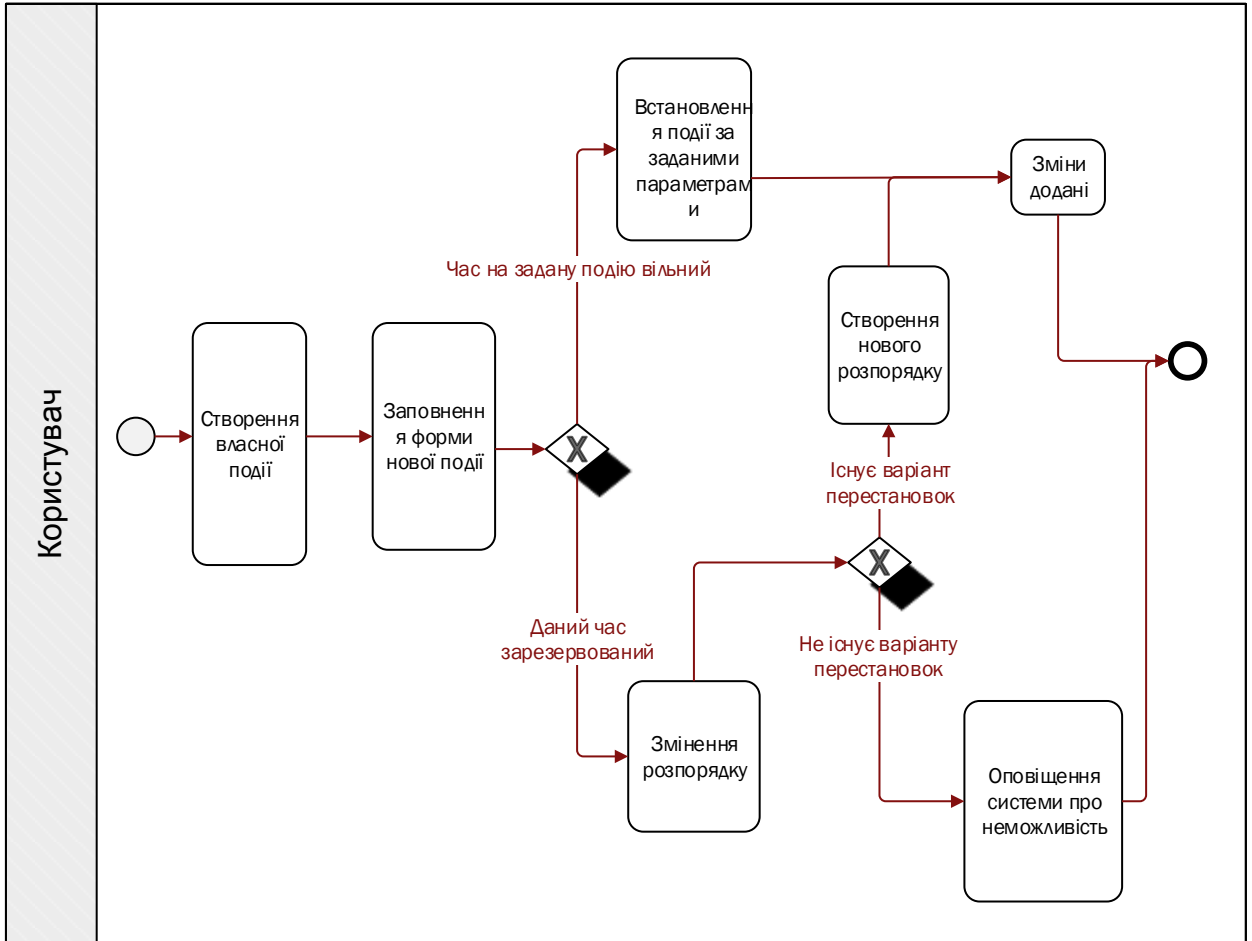 Користувач
Створення
власної
події
Заповненн
я форми
нової події
X
Час на задану подію вільний
Встановленн
я події за
заданими
параметрам
и
Даний час
зарезервований
Змінення
розпорядку
X
Існує варіант
перестановок
Створення
нового
розпорядку
Зміни
додані
Не існує варіанту
перестановок
Оповіщення
системи про
неможливість